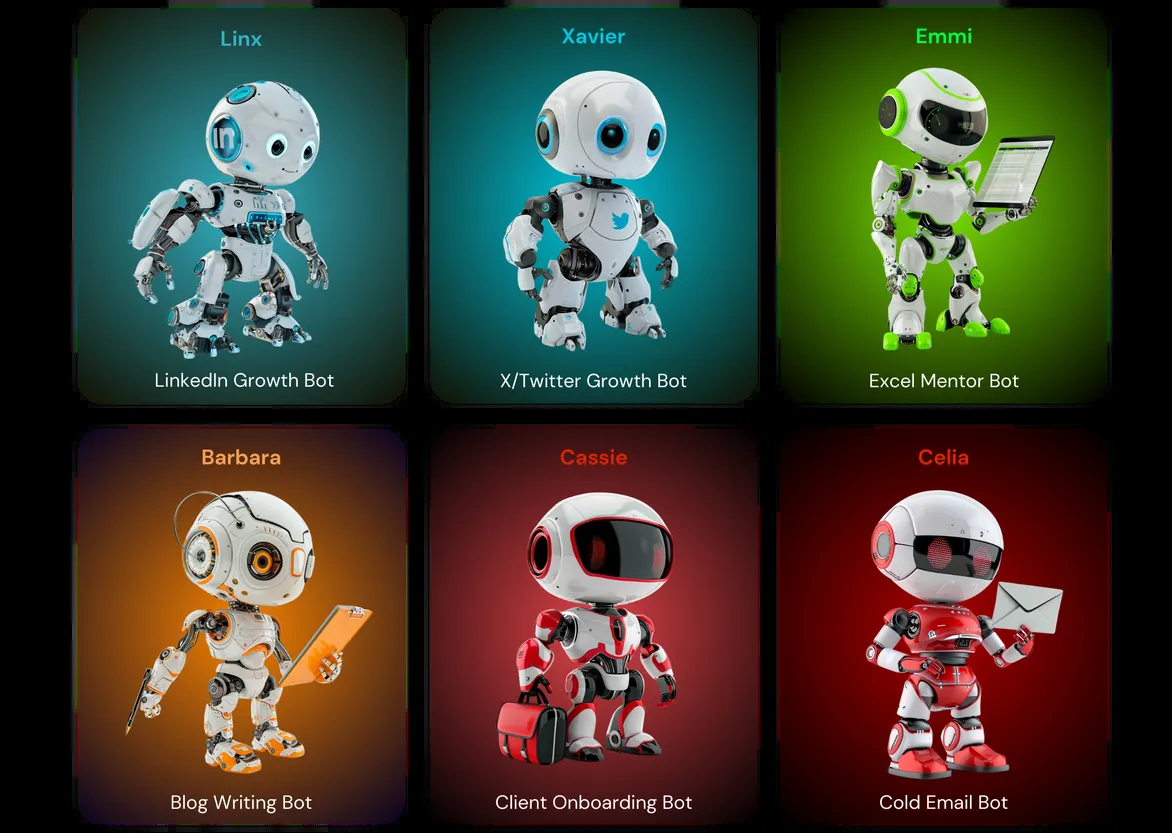 Linx
Xavier
Emmi
in
LinkedIn Growth Bot
X/Twitter Growth Bot
Excel Mentor Bot
Barbara
Cassie
Celia
Blog Writing Bot
Client Onboarding Bot
Cold Email Bot